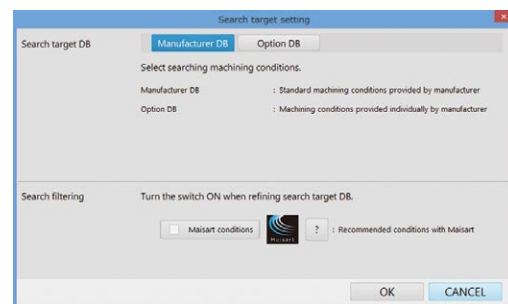 Search target setting
Search target DB
Manufacturer DB Option DB
Select searching machining conditions.
Manufacturer DB : Standard machining conditions provided by manufacturer
Option DB : Machining conditions provided individually by manufacturer
Search filtering
Turn the switch ON when refining search target DB.
Maisart conditions Maisart ? : Recommended conditions with Maisart
OK CANCEL